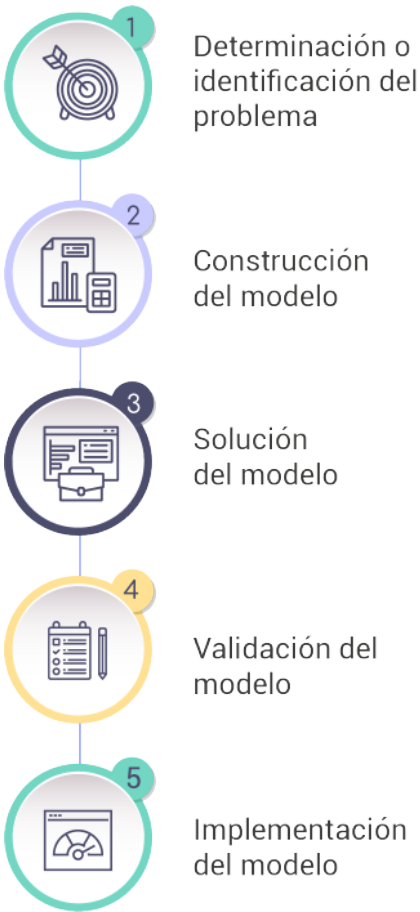 1
Determinación o
identificación del
problema
2
Construcción
del modelo
3
Solución
del modelo
4
Validación del
modelo
5
Implementación
del modelo